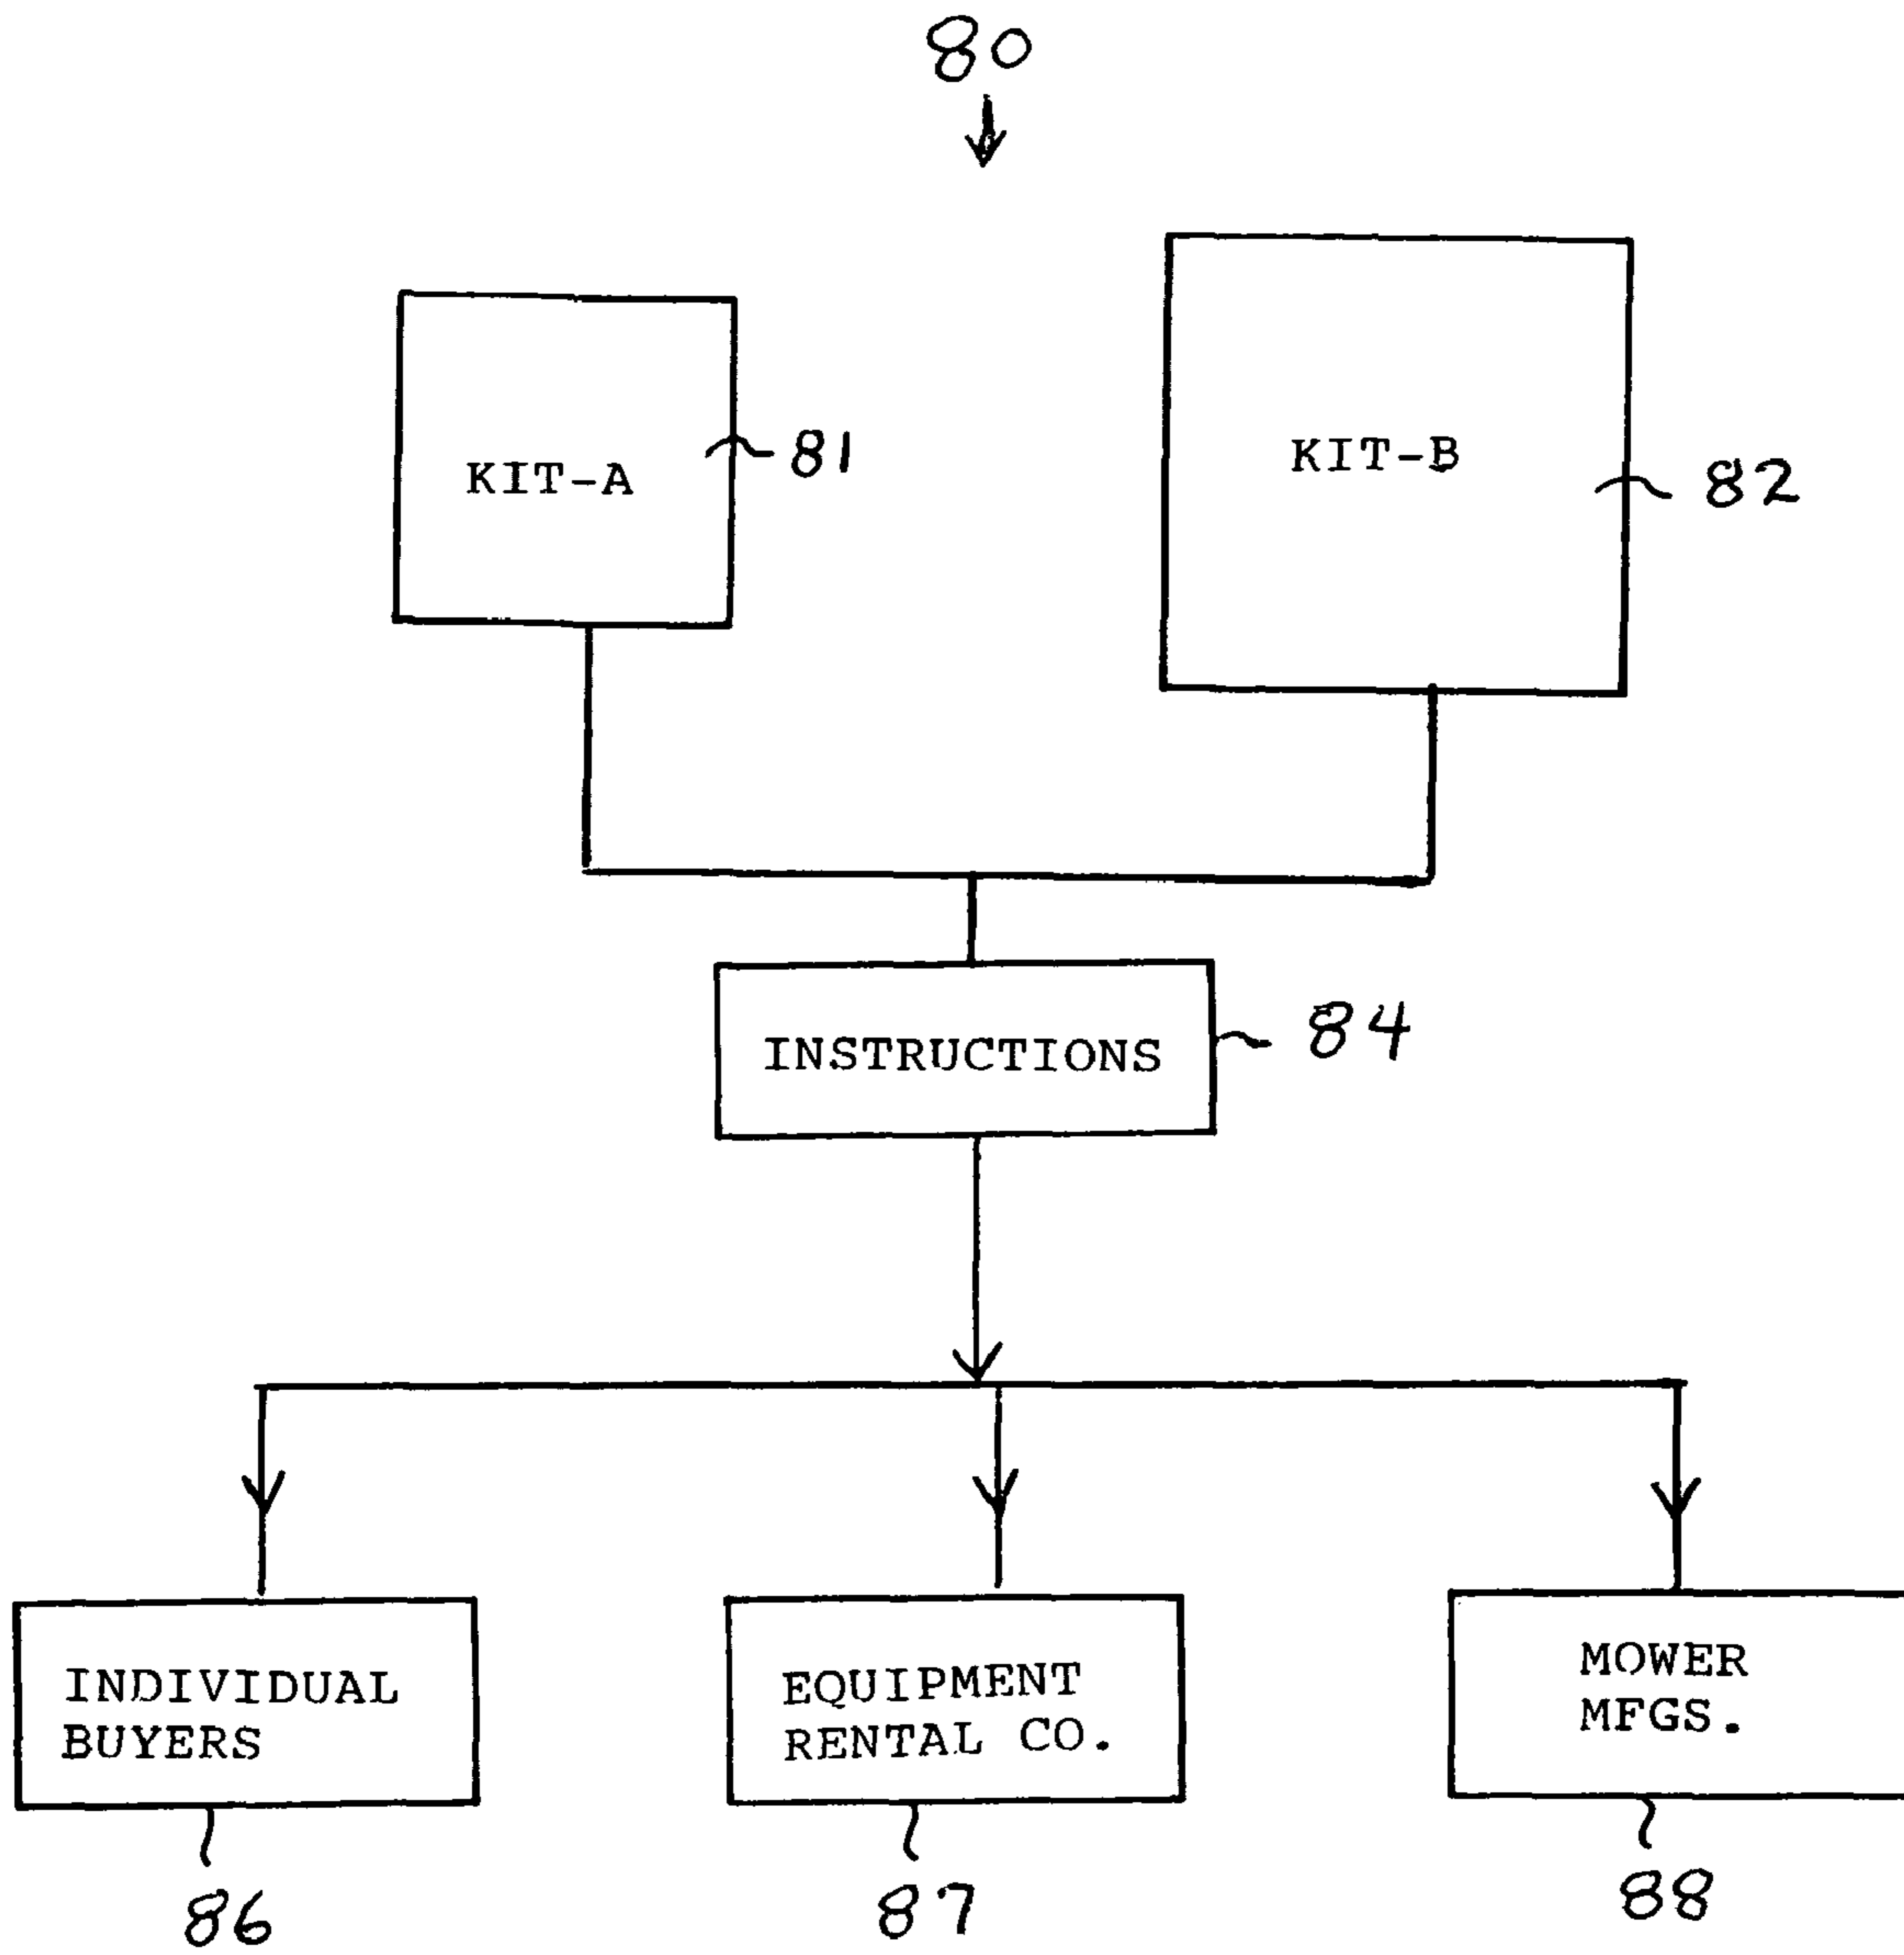 80
KIT-A
81
KIT-B
82
INSTRUCTIONS
84
INDIVIDUAL
BUYERS
EQUIPMENT
RENTAL CO.
MOWER
MFGS.
86
87
88